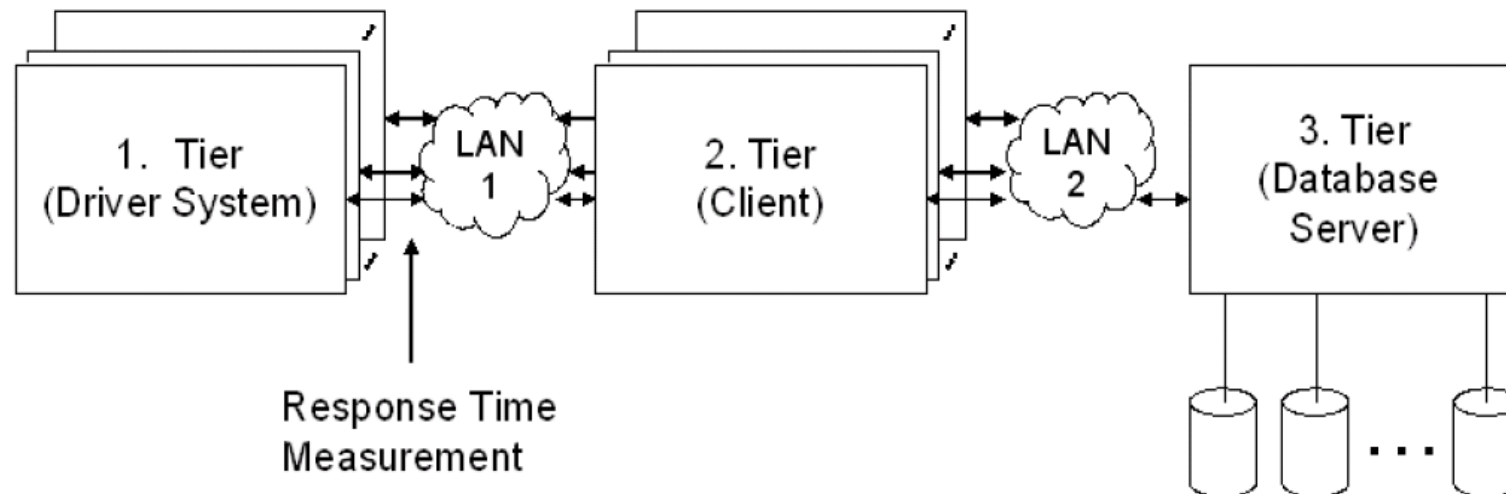 1. Tier
(Driver System)
LAN
1
2. Tier
(Client)
LAN
2
3. Tier
(Database
Server)
Response Time
Measurement